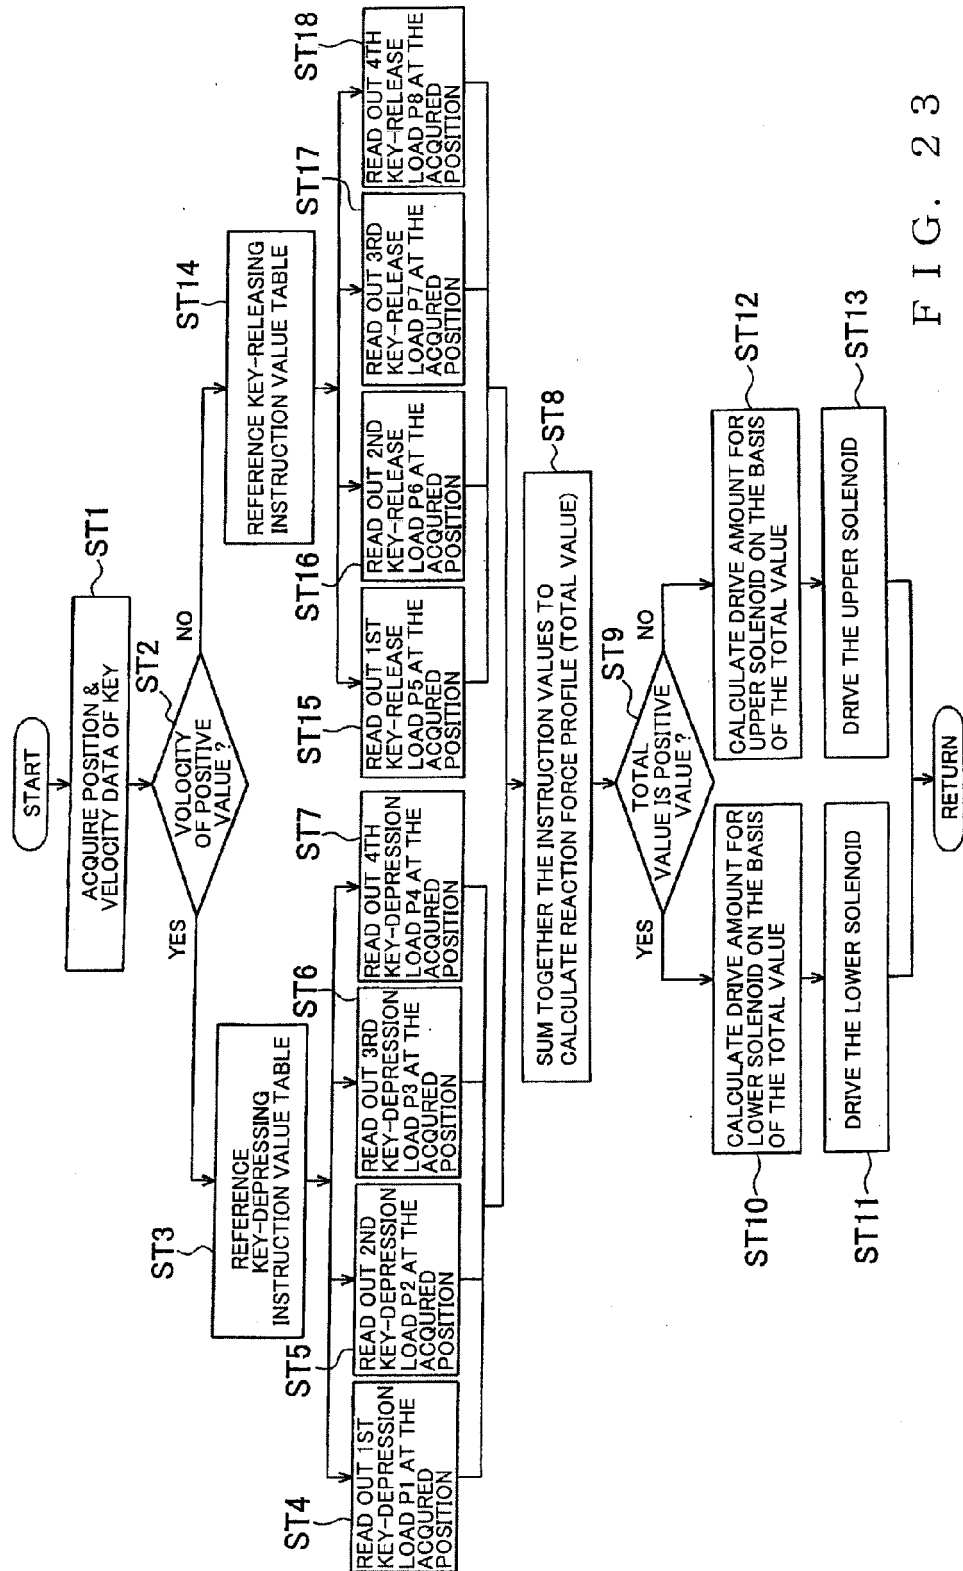 START
ACQUIRE POSITION &
VELOCITY DATA OF KEY
ST1
VOLOCITY
OF POSITIVE
VALUE ?
ST2
YES
NO
REFERENCE
KEY-DEPRESSING
INSTRUCTION VALUE TABLE
ST3
REFERENCE KEY-RELEASING
INSTRUCTION VALUE TABLE
ST14
READ OUT 1ST
KEY-DEPRESSION
LOAD P1 AT THE
ACQURED
POSITION
ST4
READ OUT 2ND
KEY-DEPRESSION
LOAD P2 AT THE
ACQURED
POSITION
ST5
READ OUT 3RD
KEY-DEPRESSION
LOAD P3 AT THE
ACQURED
POSITION
ST6
READ OUT 4TH
KEY-DEPRESSION
LOAD P4 AT THE
ACQURED
POSITION
ST7
READ OUT 1ST
KEY-RELEASE
LOAD P5 AT THE
ACQURED
POSITION
ST15
READ OUT 2ND
KEY-RELEASE
LOAD P6 AT THE
ACQURED
POSITION
ST16
READ OUT 3RD
KEY-RELEASE
LOAD P7 AT THE
ACQURED
POSITION
ST17
READ OUT 4TH
KEY-RELEASE
LOAD P8 AT THE
ACQURED
POSITION
ST18
SUM TOGETHER THE INSTRUCTION VALUES TO
CALCULATE REACTION FORCE PROFILE (TOTAL VALUE)
ST8
TOTAL
VALUE IS POSITIVE
VALUE ?
ST9
YES
NO
CALCULATE DRIVE AMOUNT FOR
LOWER SOLENOID ON THE BASIS
OF THE TOTAL VALUE
ST10
CALCULATE DRIVE AMOUNT FOR
UPPER SOLENOID ON THE BASIS
OF THE TOTAL VALUE
ST12
DRIVE THE LOWER SOLENOID
ST11
DRIVE THE UPPER SOLENOID
ST13
RETURN
FIG. 23